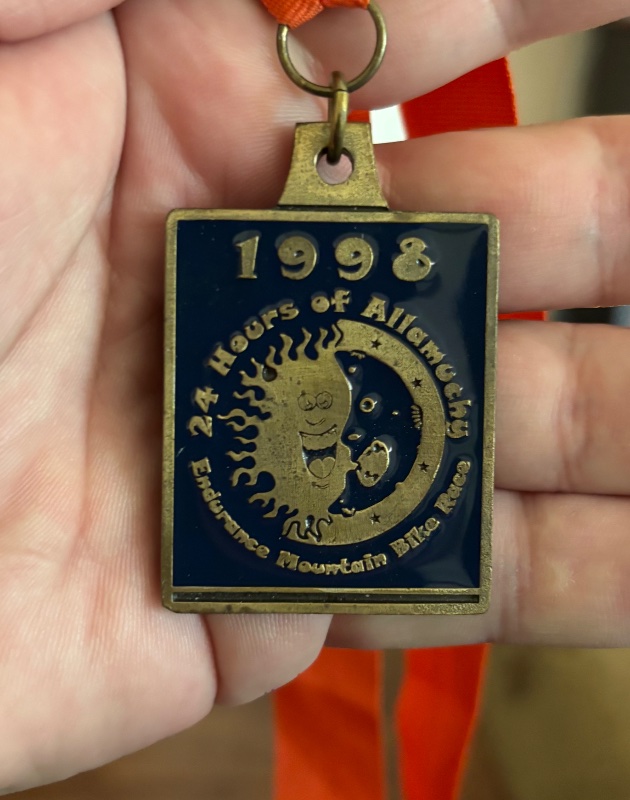 1998
24 Hours of Allamuchy
Endurance Mountain Bike Race